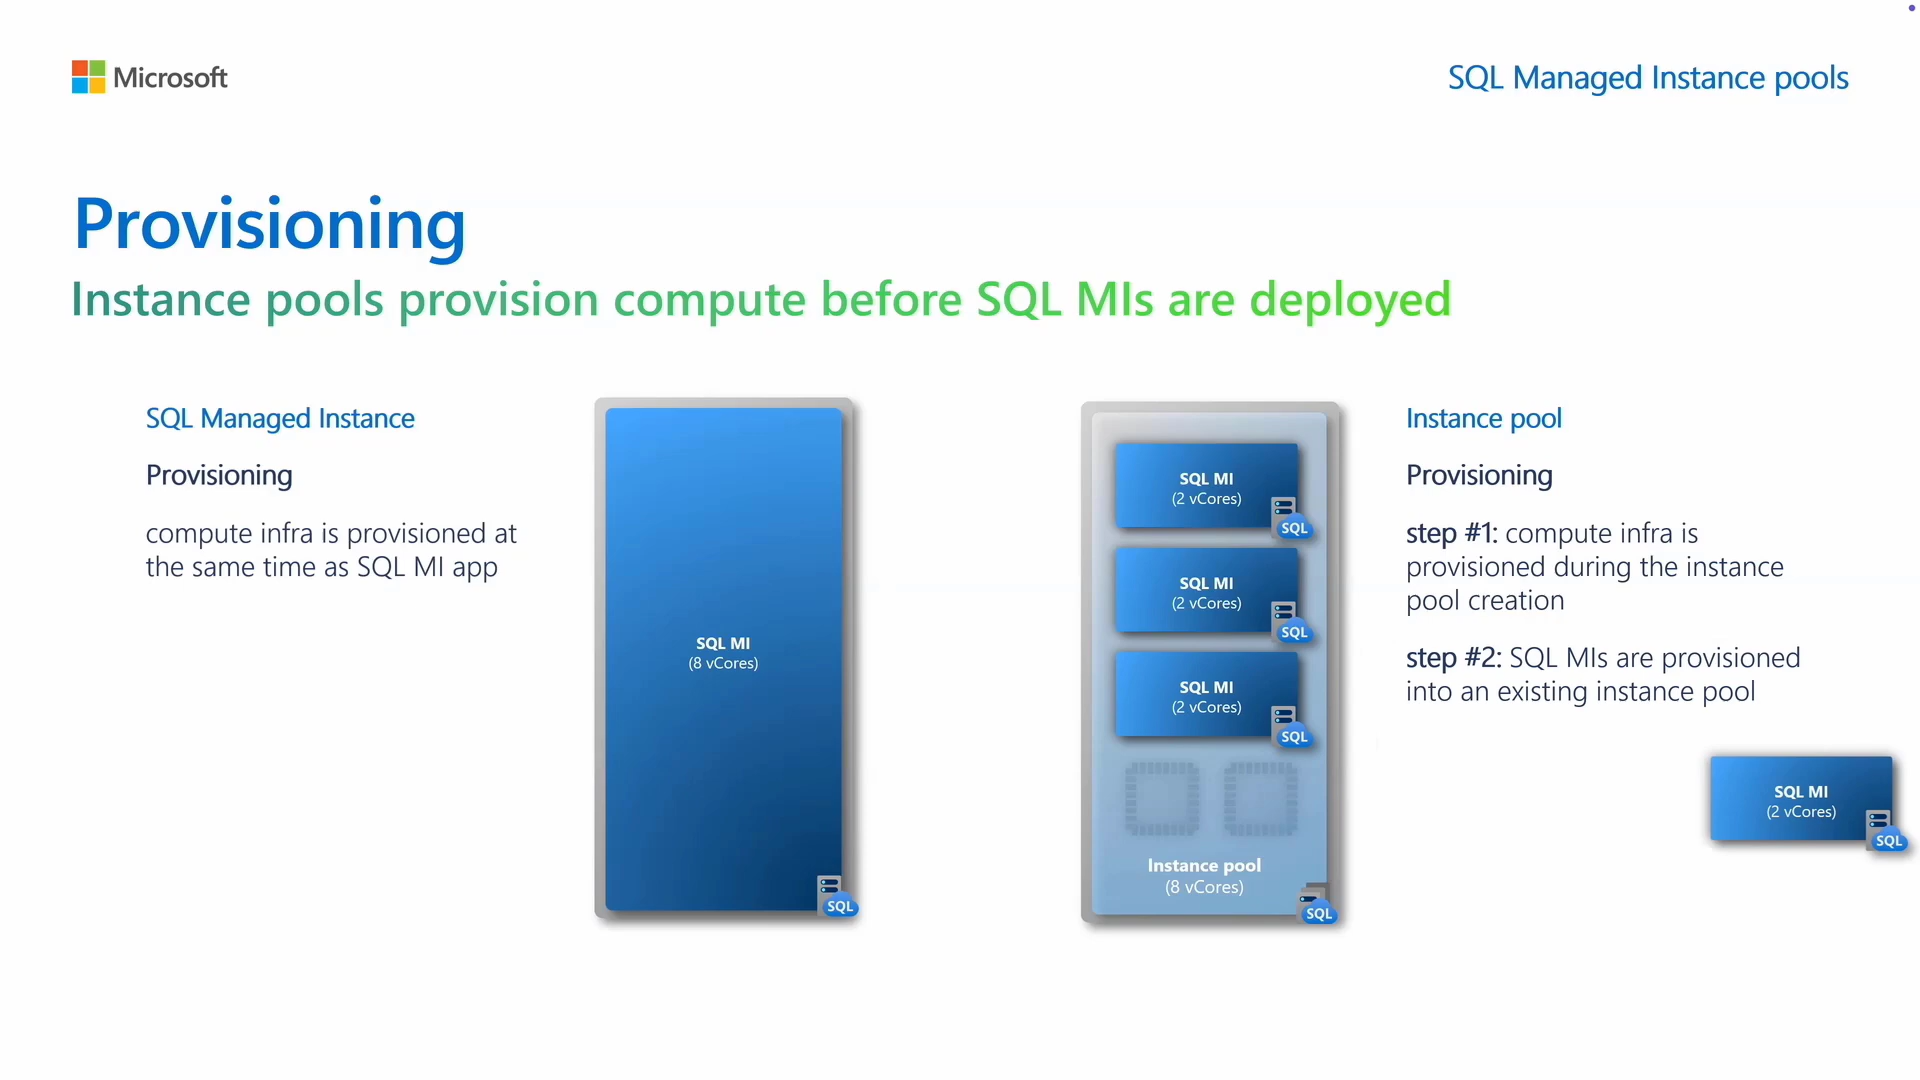 Microsoft
SQL Managed Instance pools
Provisioning
Instance pools provision compute before SQL MIs are deployed
SQL Managed Instance
Provisioning
compute infra is provisioned at
the same time as SQL MI app
SQL MI
(8 vCores)
SQL
SQL MI
(2 vCores)
SQL
SQL MI
(2 vCores)
SQL
SQL MI
(2 vCores)
SQL
Instance pool
(8 vCores)
SQL
Instance pool
Provisioning
step #1: compute infra is
provisioned during the instance
pool creation
step #2: SQL MIs are provisioned
into an existing instance pool
SQL MI
(2 vCores)
SQL